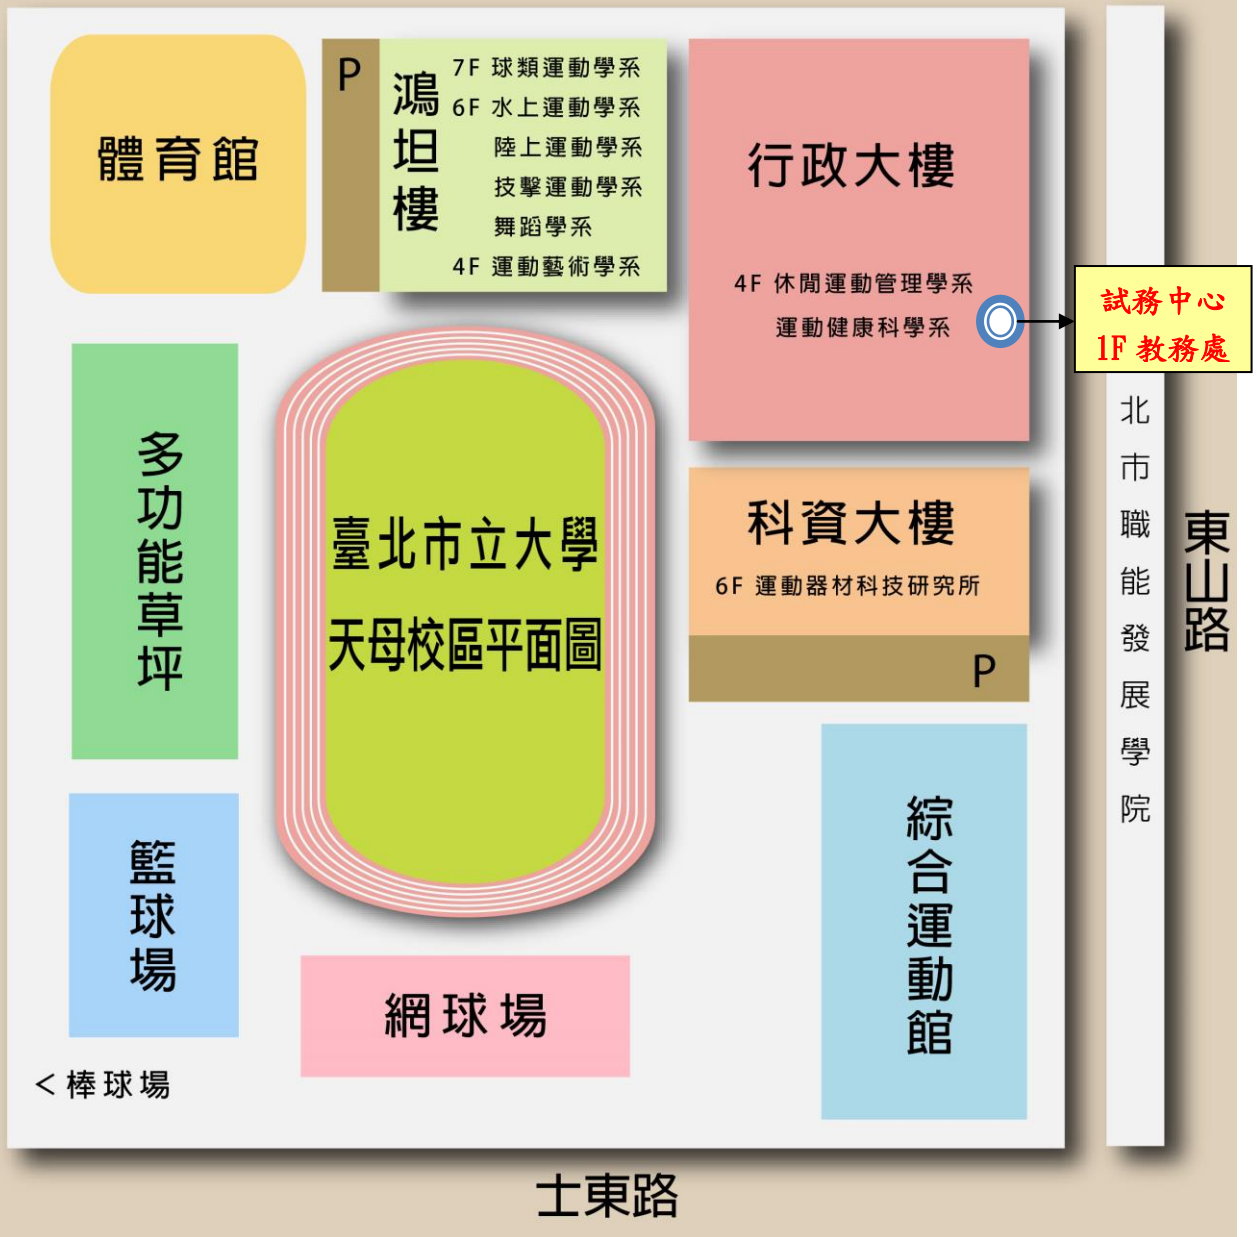 體育館
P
鴻坦樓
7F 球類運動學系
6F 水上運動學系
陸上運動學系
技擊運動學系
舞蹈學系
4F 運動藝術學系
行政大樓
4F 休閒運動管理學系
運動健康科學系
試務中心
1F 教務處
多功能草坪
臺北市立大學
天母校區平面圖
科資大樓
6F 運動器材科技研究所
P
北市職能發展學院
東山路
籃球場
網球場
綜合運動館
<棒球場
士東路